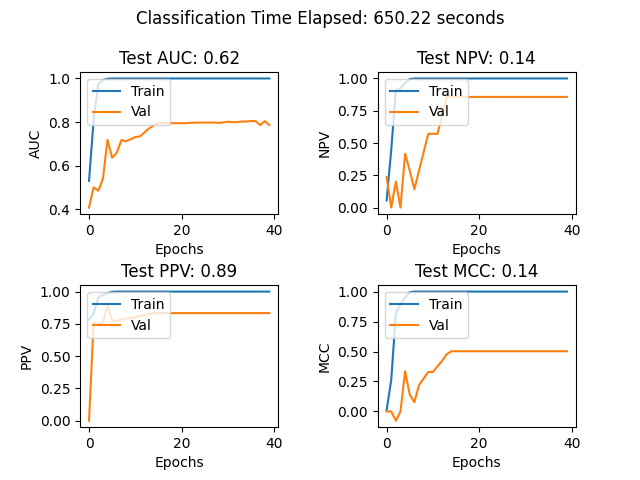 Classification Time Elapsed: 650.22 seconds
Test AUC: 0.62
Test NPV: 0.14
1.0
0.8
0.6
0.4
AUC
Train
Val
0
20
40
Epochs
1.00
0.75
0.50
0.25
0.00
NPV
Train
Val
0
20
40
Epochs
Test PPV: 0.89
Test MCC: 0.14
1.00
0.75
0.50
0.25
0.00
PPV
Train
Val
0
20
40
Epochs
1.00
0.75
0.50
0.25
0.00
MCC
Train
Val
0
20
40
Epochs